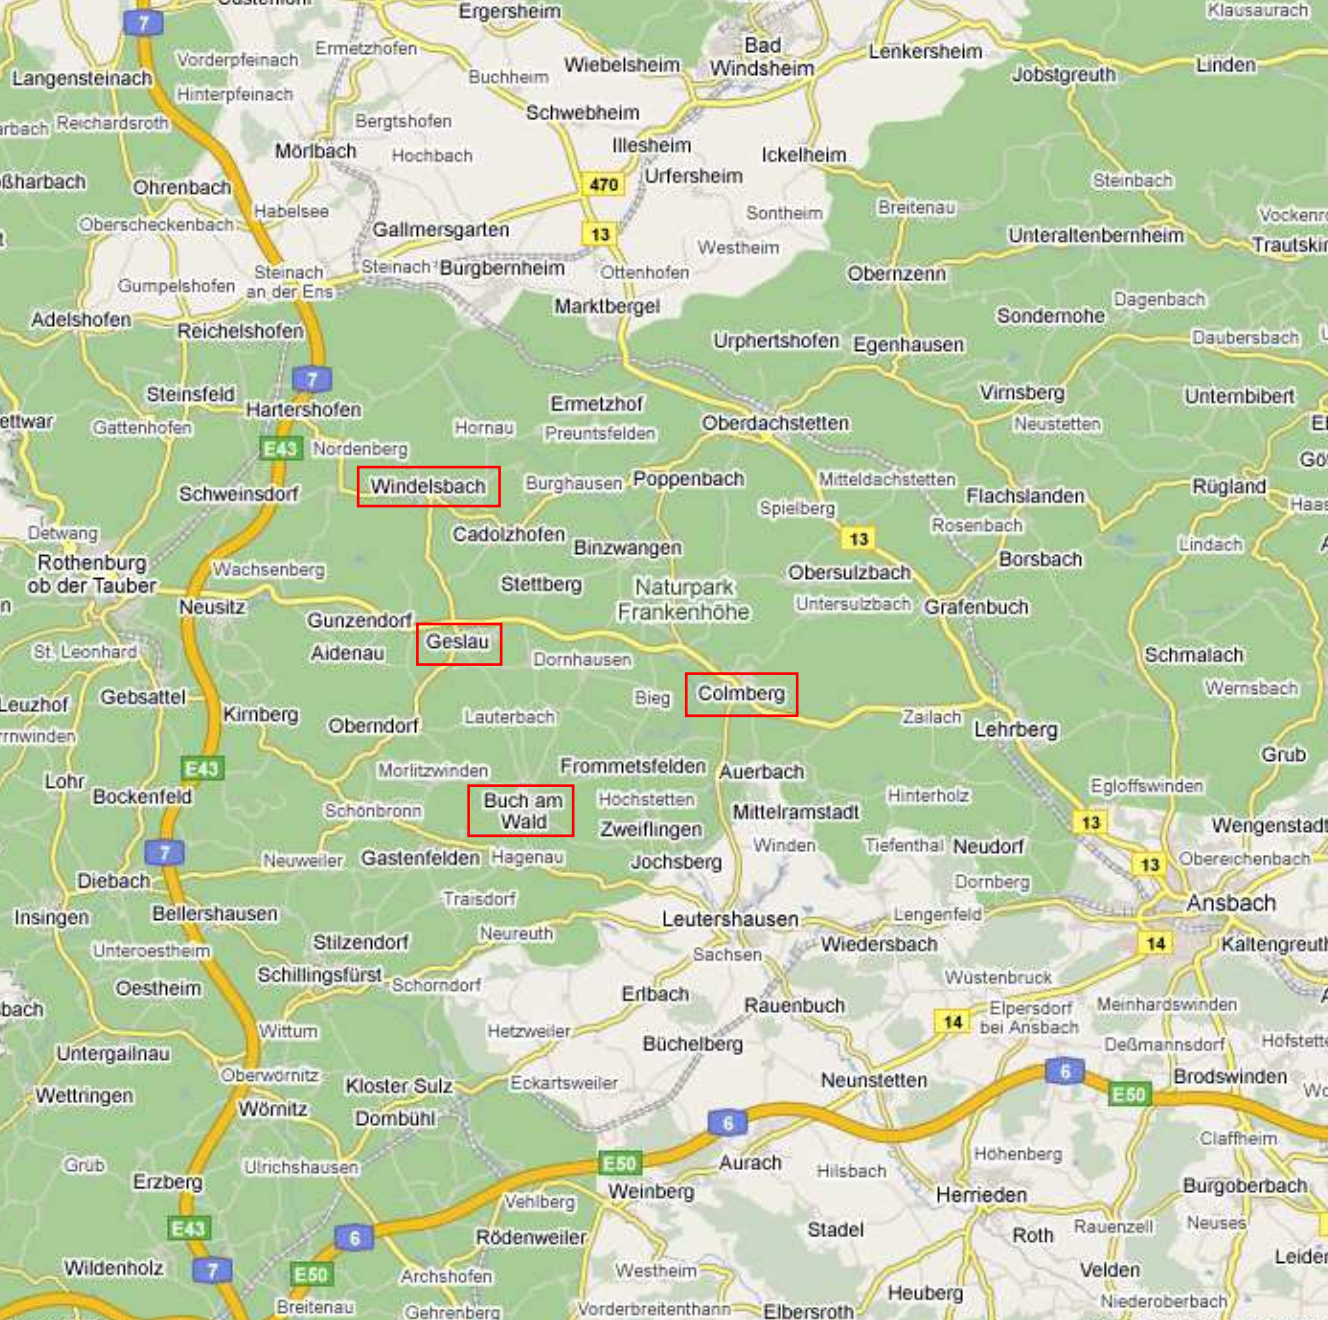 Ergersheim
Klausaurach
7
Vorderpfeinach
Ermetzhofen
Bad
Windsheim
Lenkersheim
Langensteinach
Buchheim
Wiebelsheim
Jobstgreuth
Linden
Hinterpfeinach
Schwebheim
Reichardsroth
Bergtshofen
Mörlbach
Hochbach
Illesheim
Ickelheim
Ohrenbach
470
Urfersheim
Steinbach
Habelsee
Sontheim
Breitenau
Oberscheckenbach
Gallmersgarten
13
Westheim
Unteraltenbernheim
Steinach
an der Ens
Steinach
Burgbernheim
Ottenhofen
Obernzenn
Gumpelshofen
Marktbergel
Dagenbach
Adelshofen
Reichelshofen
Sondernohe
Urphertshofen
Egenhausen
Daubersbach
7
Steinsfeld
Hartershofen
Ermetzhof
Virnsberg
Unternbibert
Gattenhofen
Hornau
Preuntsfelden
Oberdachstetten
Neustetten
E43
Nordenberg
Windelsbach
Burghausen
Poppenbach
Mitteldachstetten
Flachslanden
Rügland
Schweinsdorf
Spielberg
Rosenbach
Detwang
Cadolzhofen
Binzwangen
13
Lindach
Rothenburg
ob der Tauber
Wachsenberg
Stettberg
Naturpark
Frankenhöhe
Obersulzbach
Borsbach
Neusitz
Gunzendorf
Untersulzbach
Grafenbuch
St. Leonhard
Aidenau
Geslau
Dornhausen
Schmalach
Gebsattel
Bieg
Colmberg
Wernsbach
Leuzhof
Kirnberg
Oberndorf
Lauterbach
Zailach
Lehrberg
E43
Morlitzwinden
Frommetsfelden
Auerbach
Grub
Lohr
Bockenfeld
Schönbronn
Buch am
Wald
Höchstetten
Mittelramstadt
Hinterholz
Egloffswinden
Zweiflingen
13
7
Neuweiler
Gastenfelden
Hagenau
Jochsberg
Winden
Tiefenthal
Neudorf
13
Obereichenbach
Diebach
Traisdorf
Dornberg
Insingen
Bellershausen
Leutershausen
Lengenfeld
Ansbach
Unteroestheim
Stilzendorf
Neureuth
Sachsen
Wiedersbach
14
Oestheim
Schillingsfürst
Schorndorf
Erlbach
Rauenbuch
Wüstenbruck
Elpersdorf
bei Ansbach
Meinhardswinden
Wittum
Hetzweiler
Büchelberg
14
Deßmannsdorf
Untergailnau
Oberwörnitz
Kloster Sulz
Eckartsweiler
Neunstetten
6
Brodswinden
Wettringen
Wörnitz
Dombühl
6
E50
Grüb
Ulrichshausen
E50
Aurach
Hilsbach
Höhenberg
Claffheim
Erzberg
Vehlberg
Weinberg
Herrieden
Burgoberbach
E43
6
Rödenweiler
Stadel
Roth
Rauenzell
Neuses
Wildenholz
7
E50
Archshofen
Westheim
Velden
Breitenau
Gehrenberg
Vorderbreitenthann
Elbersroth
Heuberg
Niederoberbach